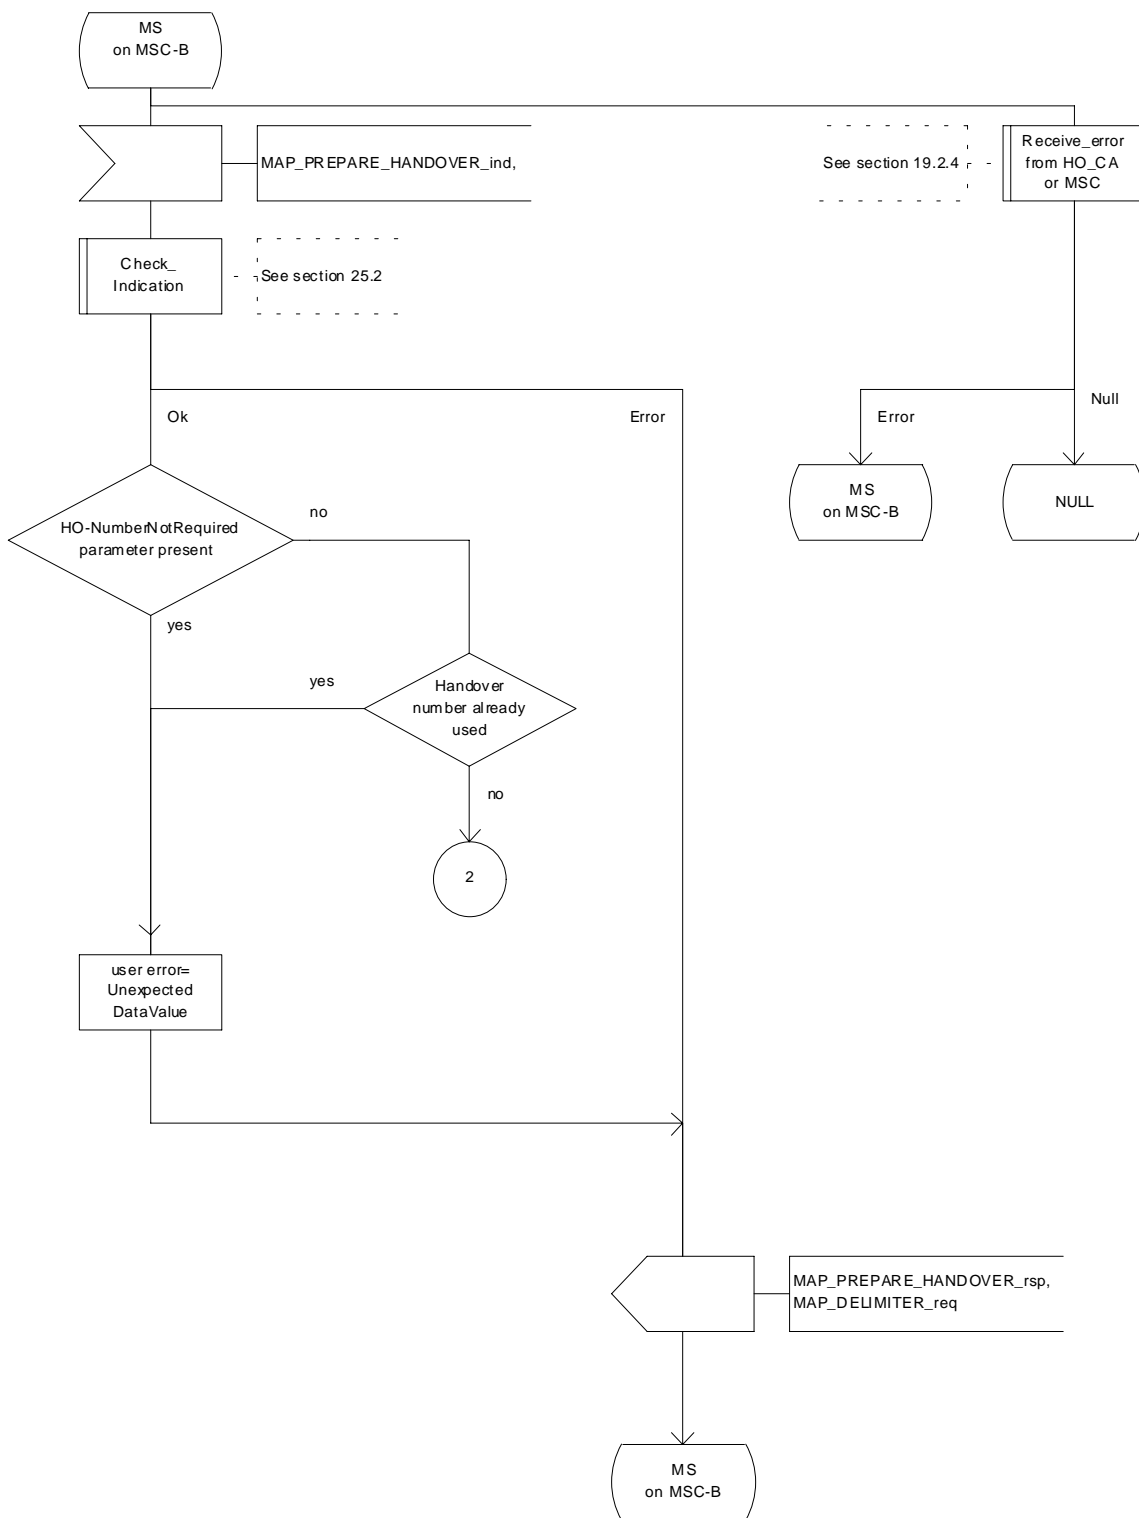 MS
on MSC-B
MAP_PREPARE_HANDOVER_ind,
See section 19.2.4
Receive_error
from HO_CA
or MSC
Check_
Indication
See section 25.2
Ok
Error
Error
Null
HO-NumberNotRequired
parameter present
no
MS
on MSC-B
NULL
yes
yes
Handover
number already
used
no
2
user error=
Unexpected
DataValue
MAP_PREPARE_HANDOVER_rsp,
MAP_DELIMITER_req
MS
on MSC-B